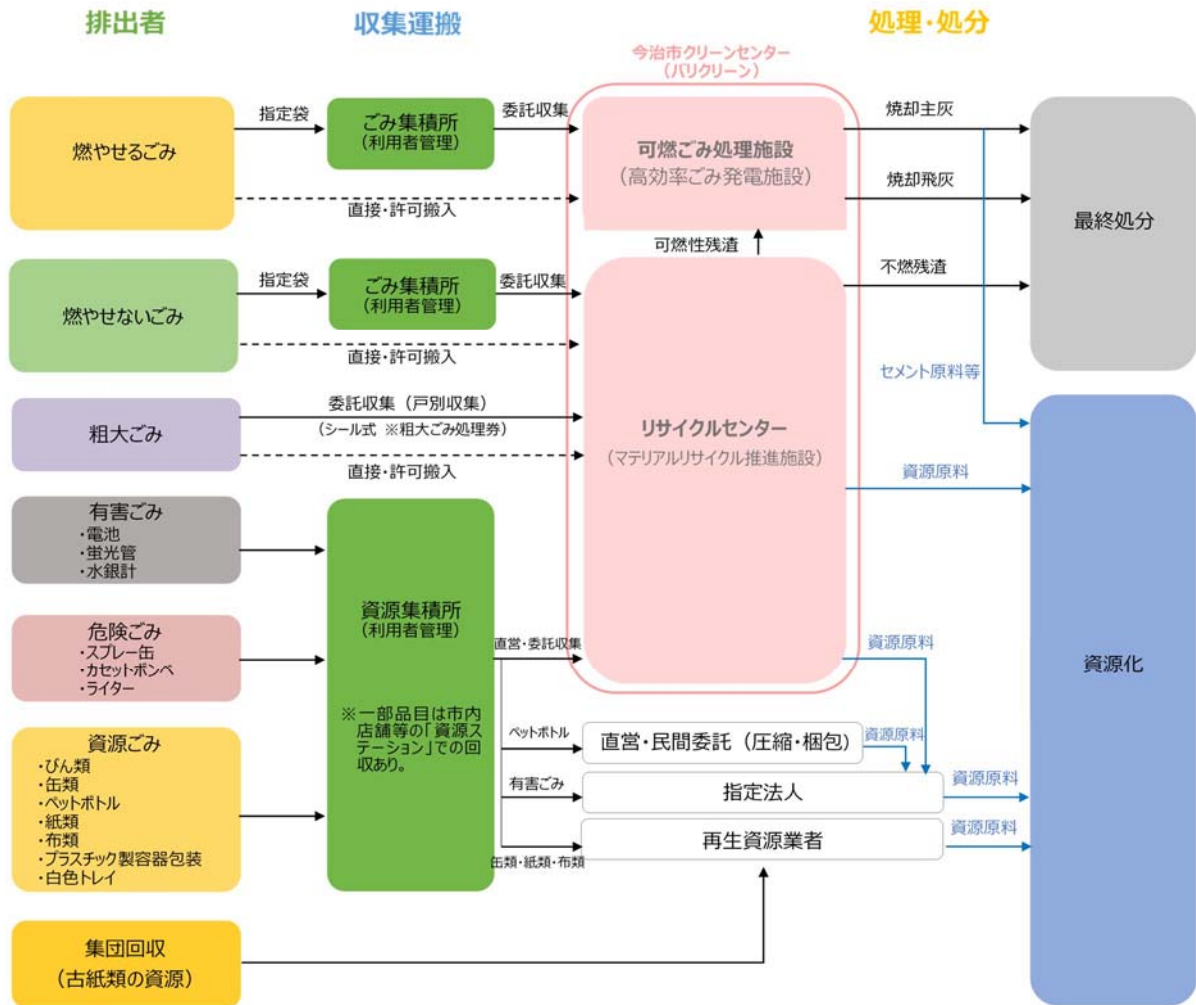 排出者
収集運搬
処理・処分
今治市クリーンセンター
（バリクリーン）
燃やせるごみ
指定袋
ごみ集積所
（利用者管理）
委託収集
直接・許可搬入
可燃ごみ処理施設
（高効率ごみ発電施設）
焼却主灰
焼却飛灰
最終処分
可燃性残渣
不燃残渣
燃やせないごみ
指定袋
ごみ集積所
（利用者管理）
委託収集
直接・許可搬入
セメント原料等
粗大ごみ
委託収集（戸別収集）
（シール式 ※粗大ごみ処理券）
直接・許可搬入
リサイクルセンター
（マテリアルリサイクル推進施設）
資源原料
有害ごみ
・電池
・蛍光管
・水銀計
危険ごみ
・スプレー缶
・カセットボンベ
・ライター
資源ごみ
・びん類
・缶類
・ペットボトル
・紙類
・布類
・プラスチック製容器包装
・白色トレイ
資源集積所
（利用者管理）
※一部品目は市内
店舗等の「資源ス
テーション」での回
収あり。
直営・委託収集
資源原料
ペットボトル
直営・民間委託（圧縮・梱包）
資源原料
有害ごみ
指定法人
資源原料
缶類・紙類・布類
再生資源業者
資源原料
資源化
集団回収
（古紙類の資源）